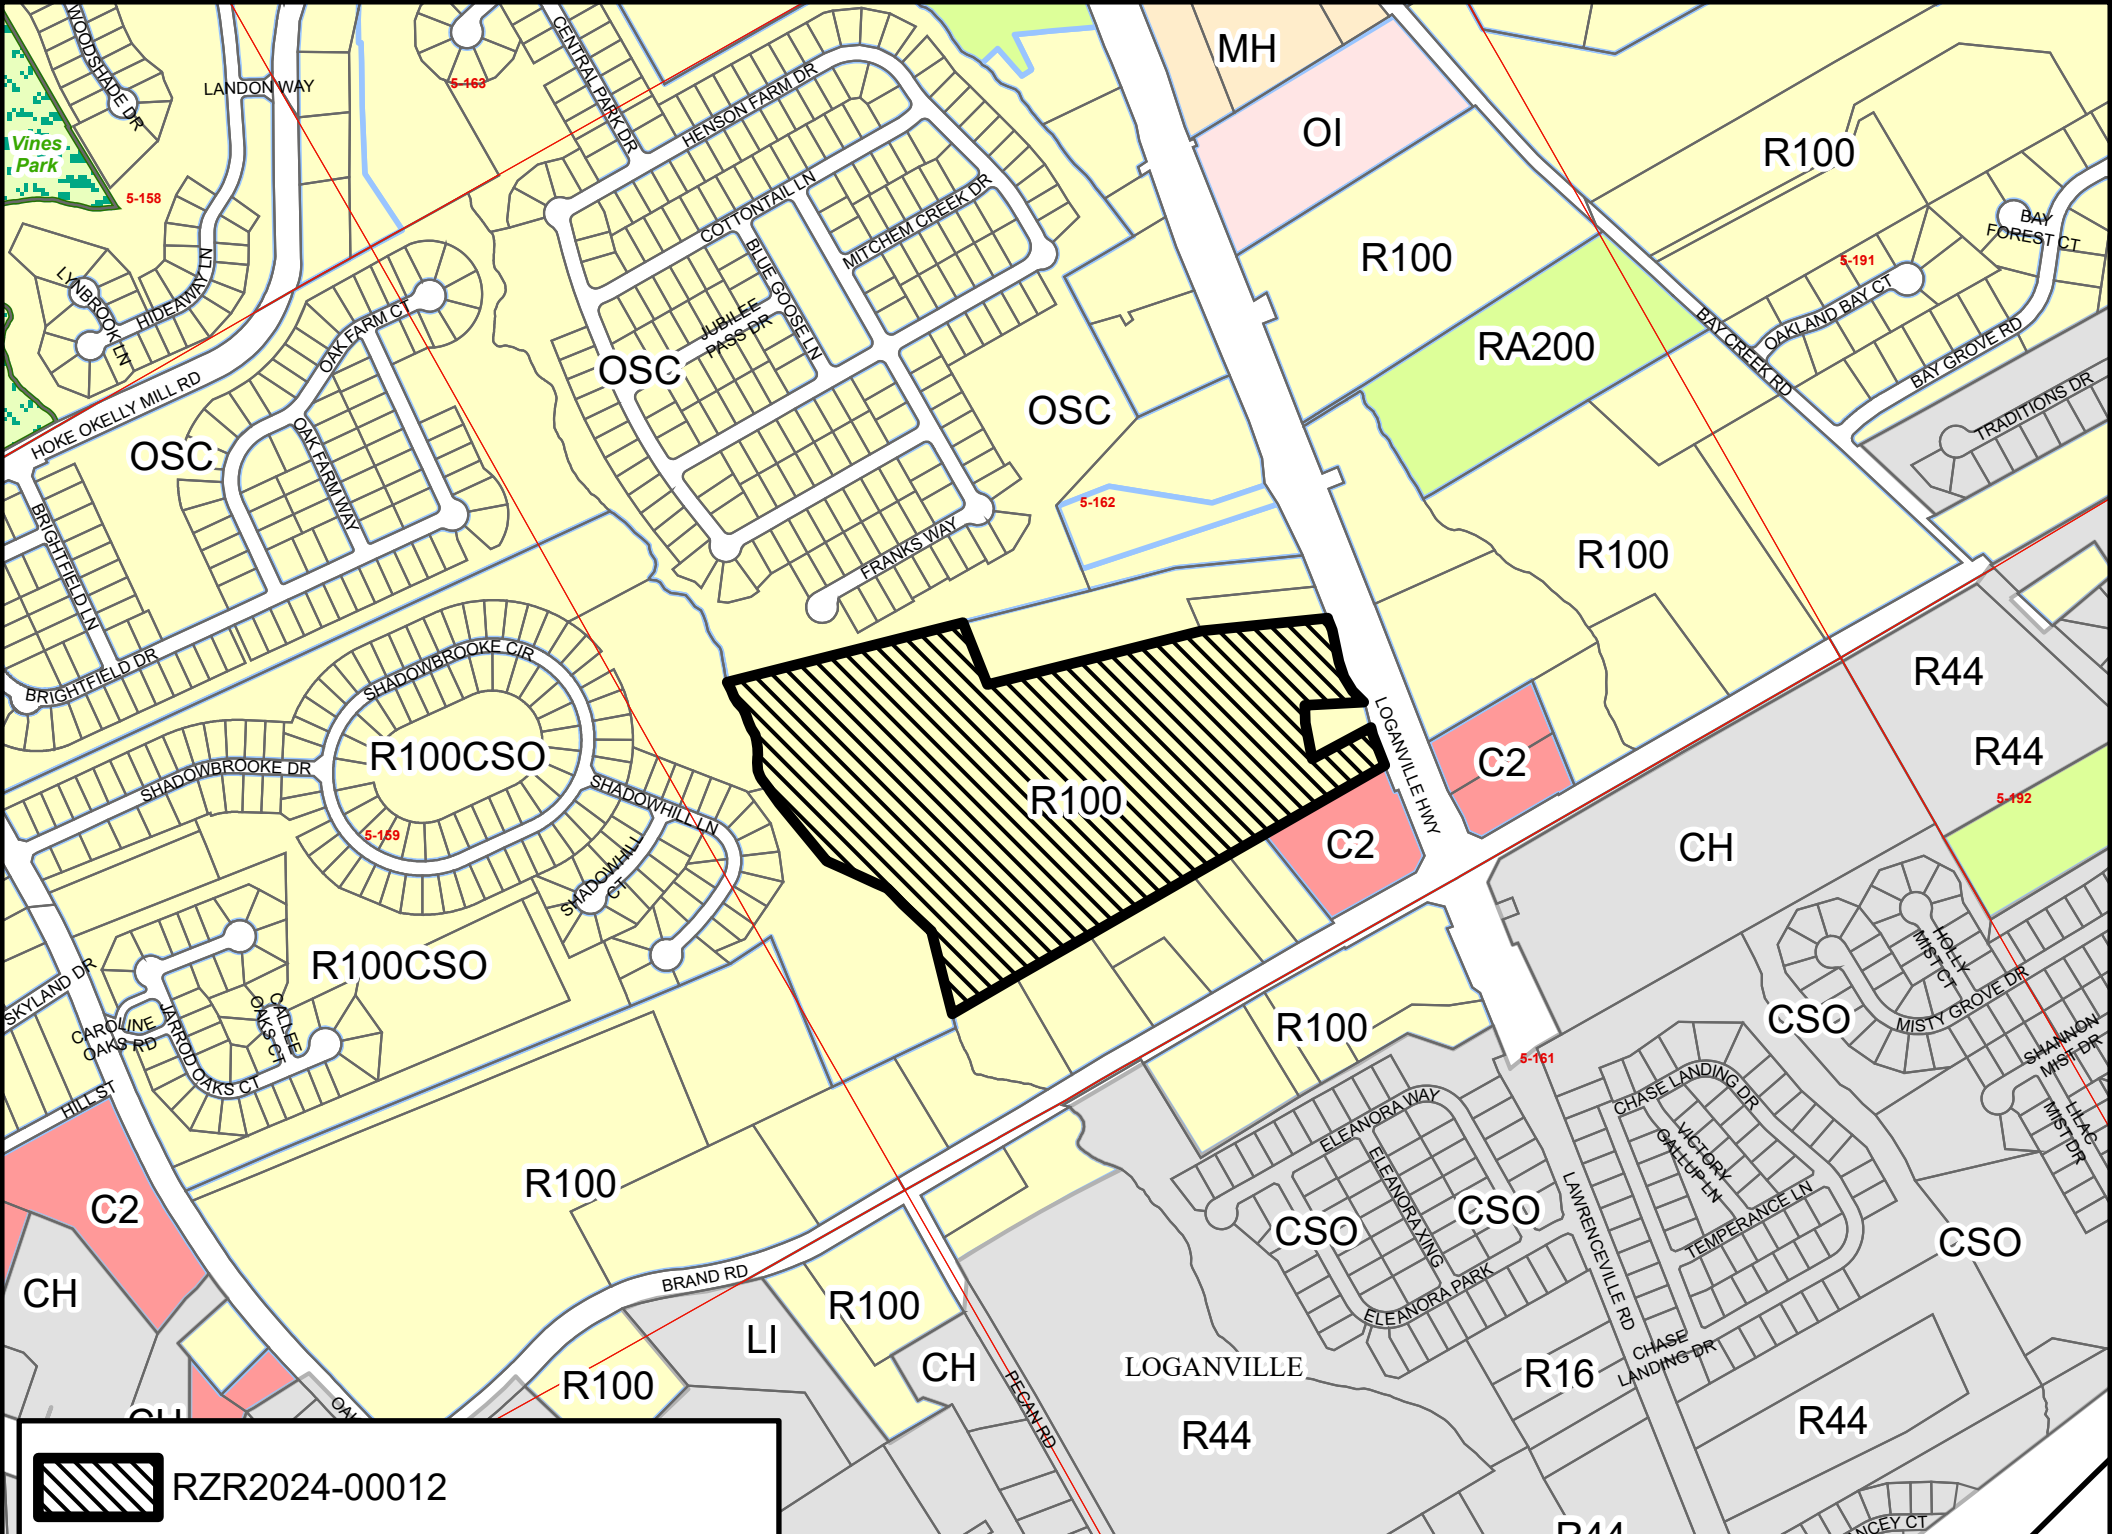 WOODSHADE DR
LANDON WAY
5-163
CENTRAL PARK DR
HENSON FARM DR
MH
OI
R100
Vines
Park
5-158
COTTONTAIL LN
MITCHEM CREEK DR
BLUE GOOSE LN
R100
BAY
FOREST CT
5-191
LYNBROOK LN
HIDEAWAY LN
OAK FARM CT
JUBILEE
PASS DR
OSC
RA200
BAY CREEK RD
OAKLAND BAY CT
BAY GROVE RD
HOKE OKELLY MILL RD
OSC
OSC
TRADITIONS DR
OAK FARM WAY
BRIGHTFIELD LN
5-162
FRANKS WAY
R100
BRIGHTFIELD DR
SHADOWBROOKE CIR
R44
LOGANVILLE HWY
R100CSO
SHADOWBROOKE DR
SHADOWHILL LN
R100
C2
R44
5-192
5-159
SHADOWHILL
CT
C2
CH
R100CSO
SKYLAND DR
CAROLINE
OAKS RD
CALLEE
OAKS CT
JARROD OAKS CT
HOLLY
MIST CT
MISTY GROVE DR
CSO
R100
SHANNON
MIST DR
5-161
HILL ST
ELEANORA WAY
CHASE LANDING DR
LILAC
MIST DR
VICTORY
GALLUP LN
ELEANORA XING
C2
R100
CSO
CSO
LAWRENCEVILLE RD
TEMPERANCE LN
CSO
CH
BRAND RD
R100
ELEANORA PARK
LI
CHASE
LANDING DR
CH
LOGANVILLE
R16
R100
PECAN RD
OAK
CH
R44
R44
RZR2024-00012
R44